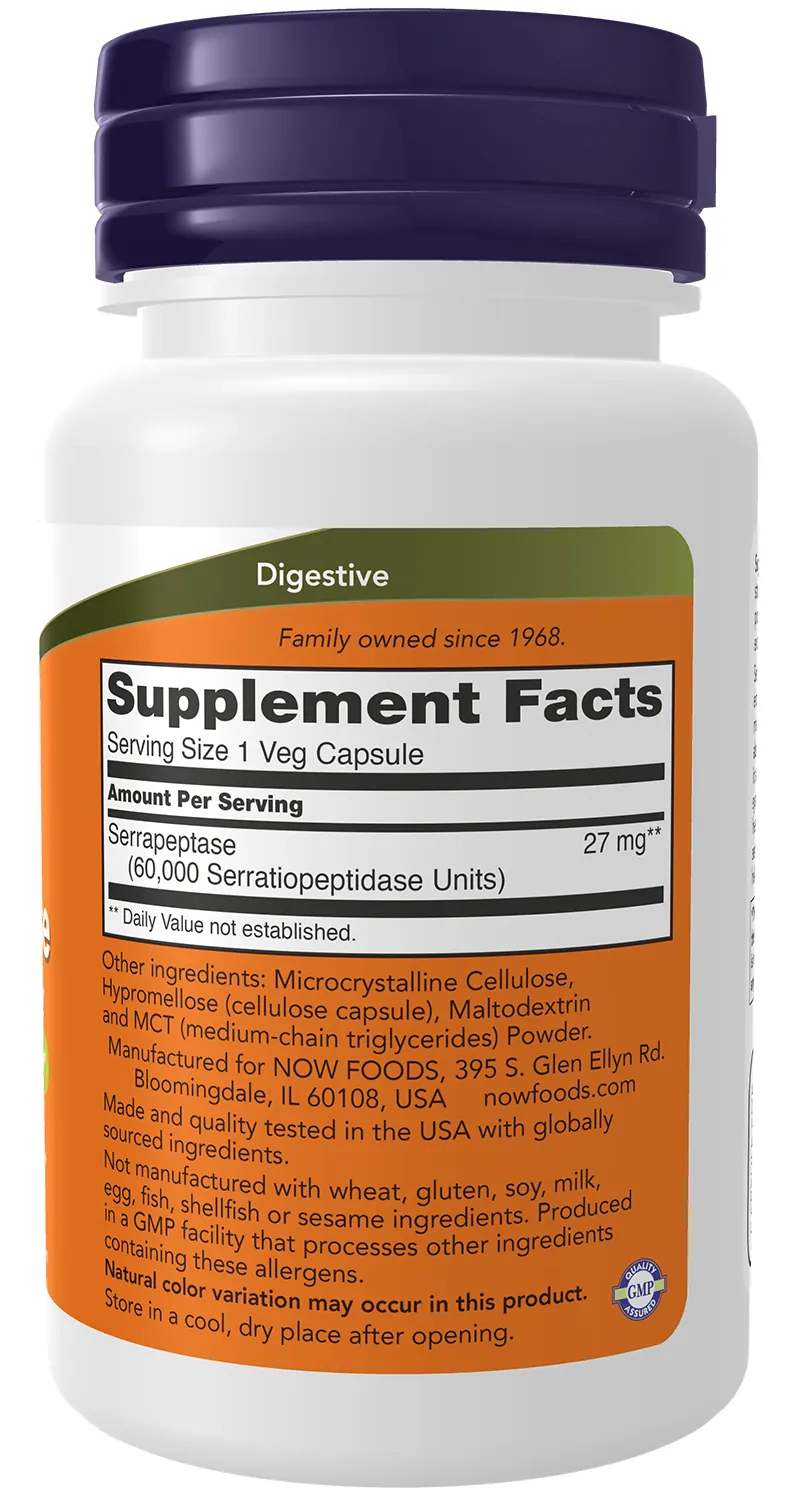 Digestive
Family owned since 1968.
Supplement Facts
Serving Size 1 Veg Capsule
Amount Per Serving
Serrapeptase 27 mg**
(60,000 Serratiopeptidase Units)
** Daily Value not established.
Other ingredients: Microcrystalline Cellulose,
Hypromellose (cellulose capsule), Maltodextrin
and MCT (medium-chain triglycerides) Powder.
Manufactured for NOW FOODS, 395 S. Glen Ellyn Rd.
Bloomingdale, IL 60108, USA nowfoods.com
Made and quality tested in the USA with globally
sourced ingredients.
Not manufactured with wheat, gluten, soy, milk,
egg, fish, shellfish or sesame ingredients. Produced
in a GMP facility that processes other ingredients
containing these allergens.
Natural color variation may occur in this product.
Store in a cool, dry place after opening.
QUALITY
GMP
ASSURED